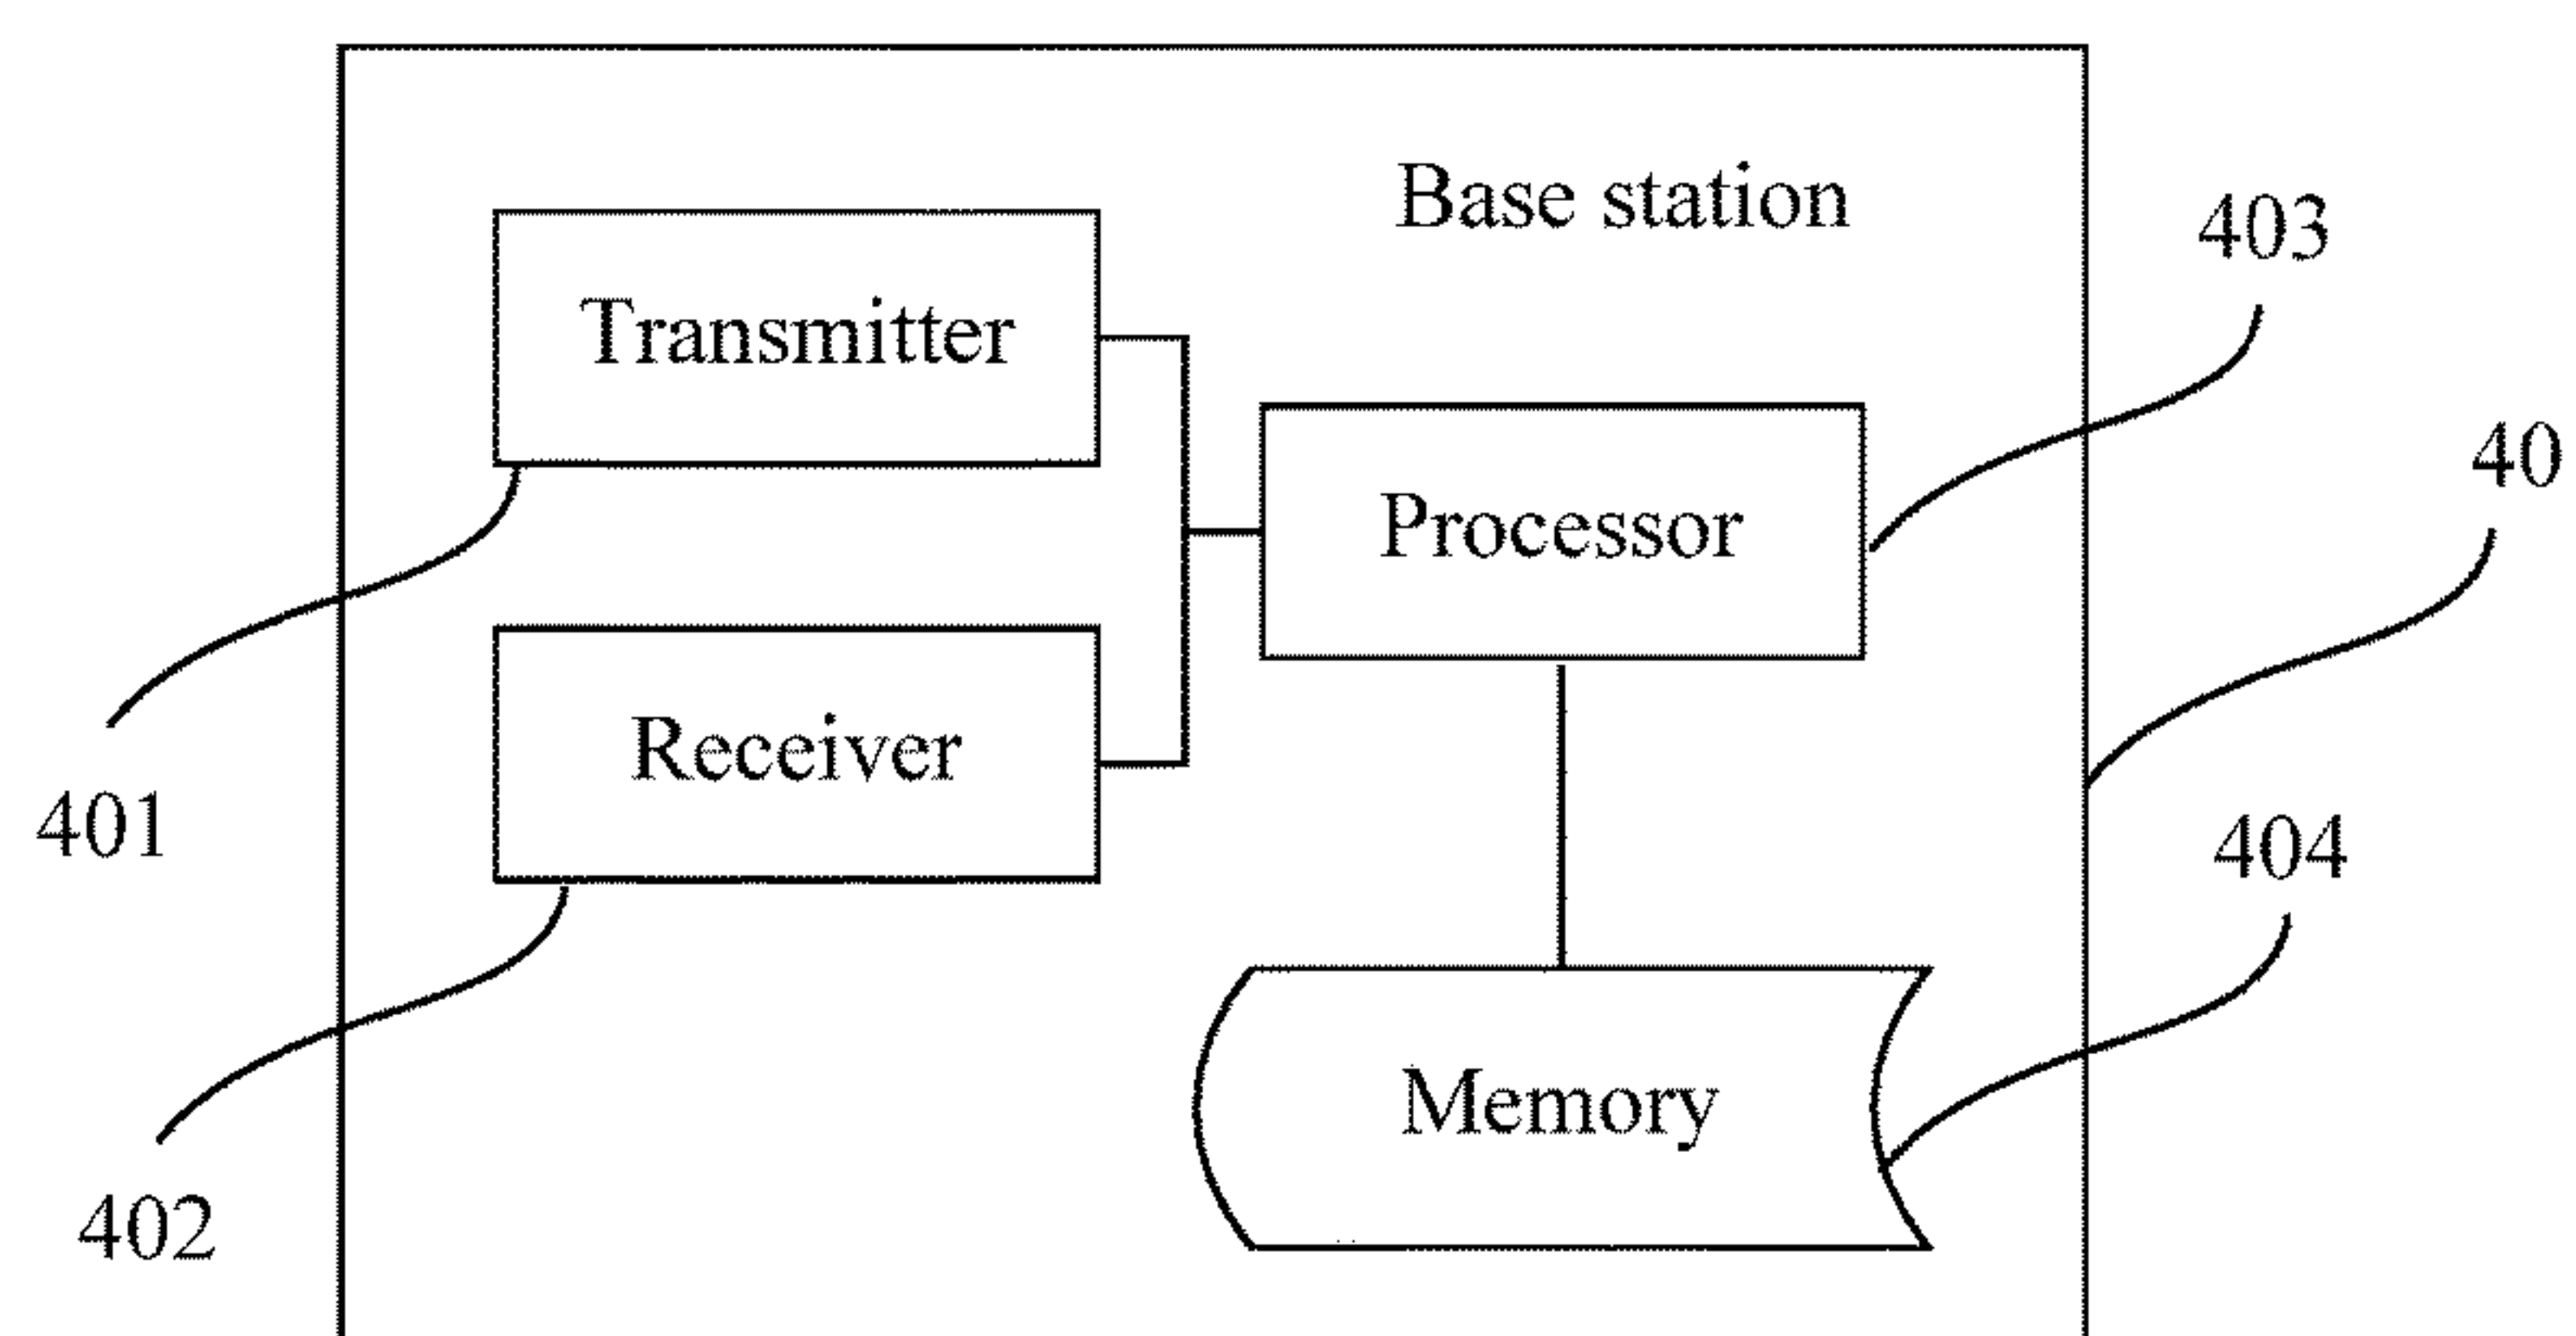 Base station
403
Transmitter
40
Processor
Receiver
401
404
Memory
402